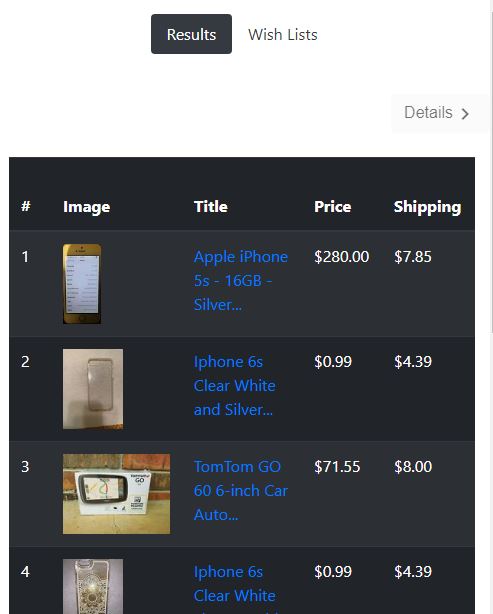 Results Wish Lists
Details
# Image Title Price Shipping
1 Apple iPhone $280.00 $7.85
5s - 16GB -
Silver...
2 Iphone 6s $0.99 $4.39
Clear White
and Silver...
3 TomTom GO $71.55 $8.00
60 6-inch Car
Auto...
4 Iphone 6s $0.99 $4.39
Clear White